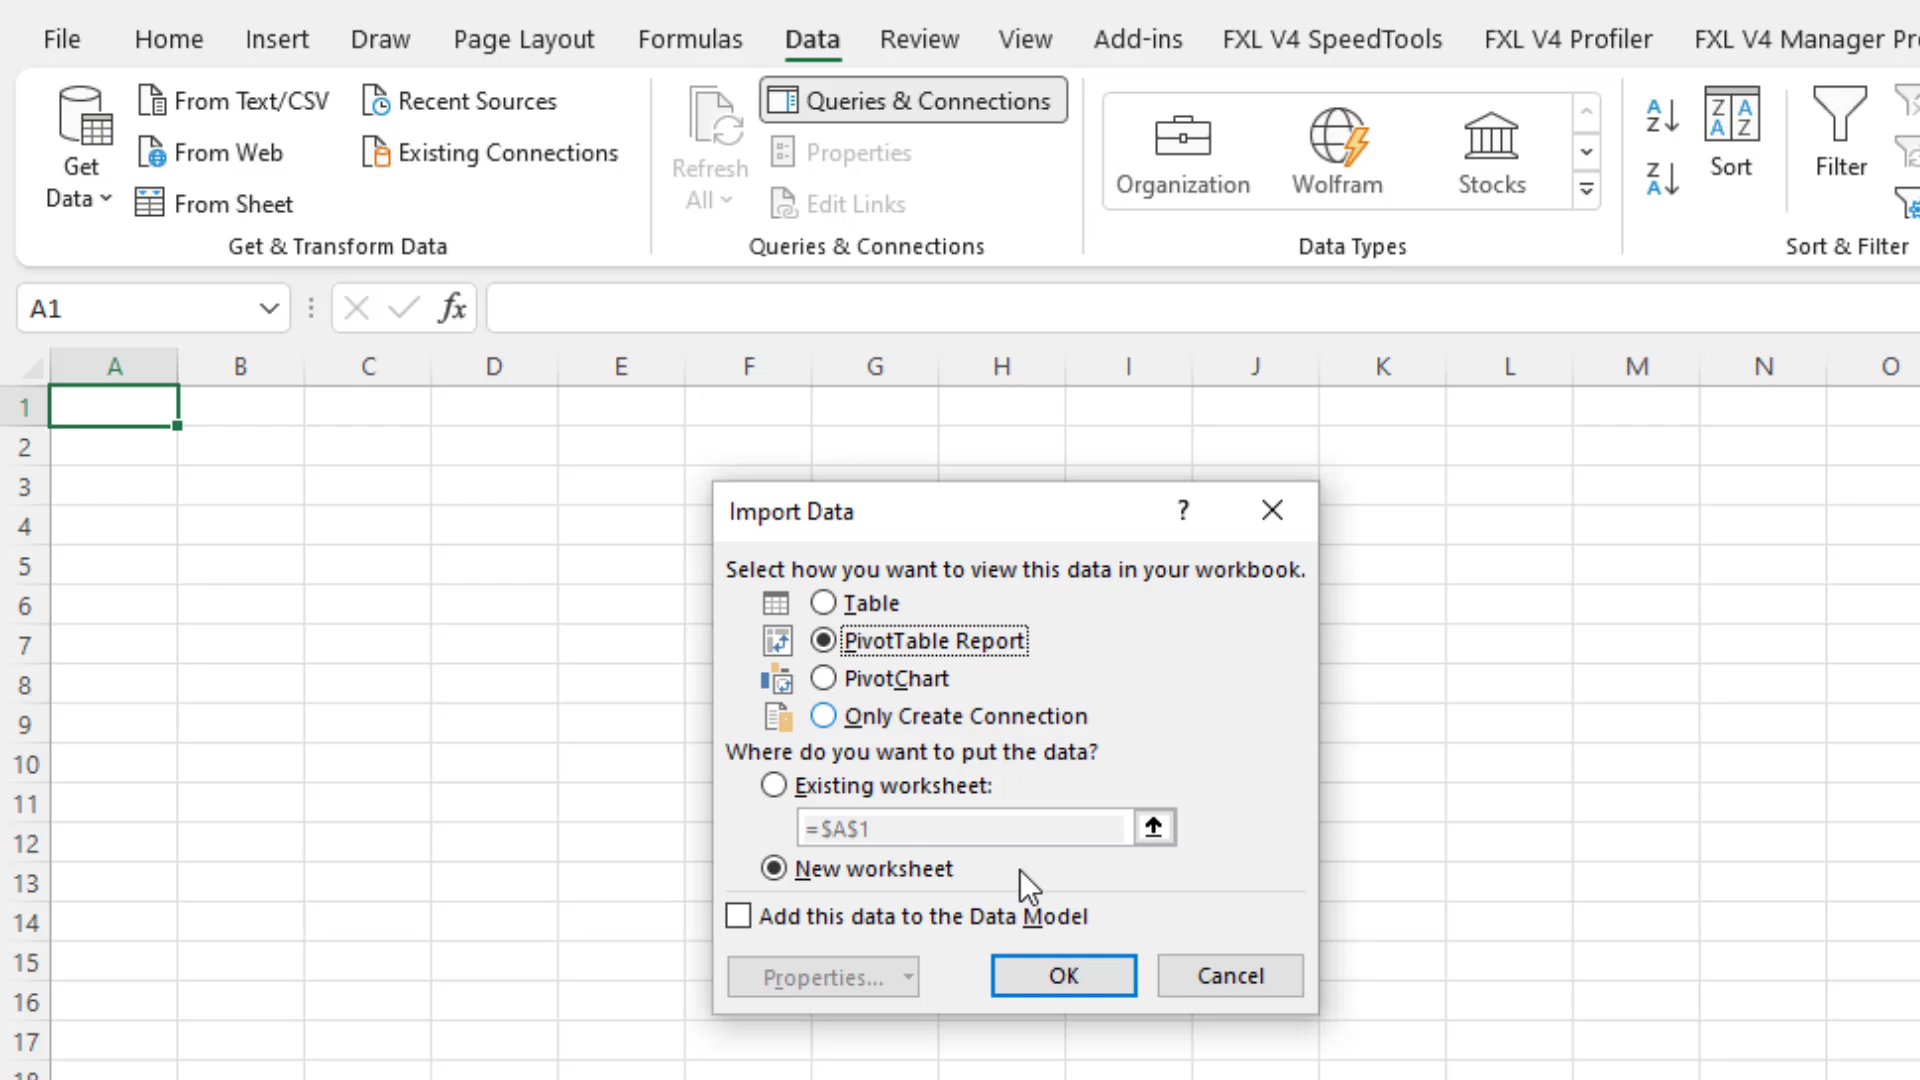 File Home Insert Draw Page Layout Formulas Data Review View Add-ins FXL V4 SpeedTools FXL V4 Profiler FXL V4 Manager Pr
Get Data
From Text/CSV
From Web
From Sheet
Recent Sources
Existing Connections
Get & Transform Data
Refresh All
Queries & Connections
Properties
Edit Links
Queries & Connections
Organization Wolfram Stocks
Data Types
Sort
Filter
Sort & Filter
A1
fx
A B C D E F G H I J K L M N O
1
2
3
4
5
6
7
8
9
10
11
12
13
14
15
16
17
18
Import Data ?
Select how you want to view this data in your workbook.
Table
PivotTable Report
PivotChart
Only Create Connection
Where do you want to put the data?
Existing worksheet:
=$A$1
New worksheet
Add this data to the Data Model
Properties... OK Cancel